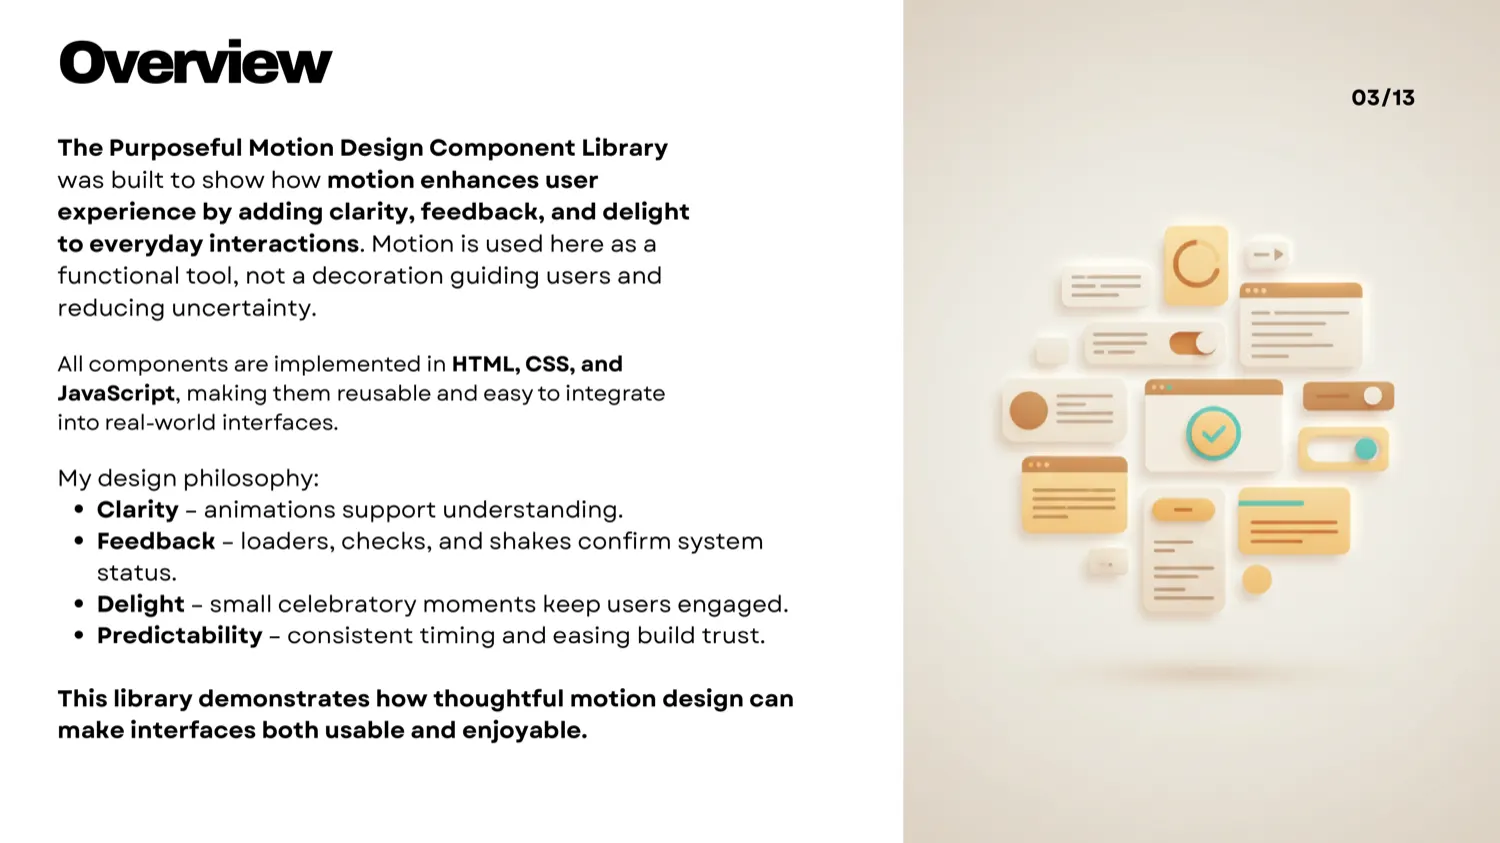 Overview
03/13
The Purposeful Motion Design Component Library
was built to show how motion enhances user
experience by adding clarity, feedback, and delight
to everyday interactions. Motion is used here as a
functional tool, not a decoration guiding users and
reducing uncertainty.
All components are implemented in HTML, CSS, and
JavaScript, making them reusable and easy to integrate
into real-world interfaces.
My design philosophy:
• Clarity – animations support understanding.
• Feedback – loaders, checks, and shakes confirm system
status.
• Delight – small celebratory moments keep users engaged.
• Predictability – consistent timing and easing build trust.
This library demonstrates how thoughtful motion design can
make interfaces both usable and enjoyable.